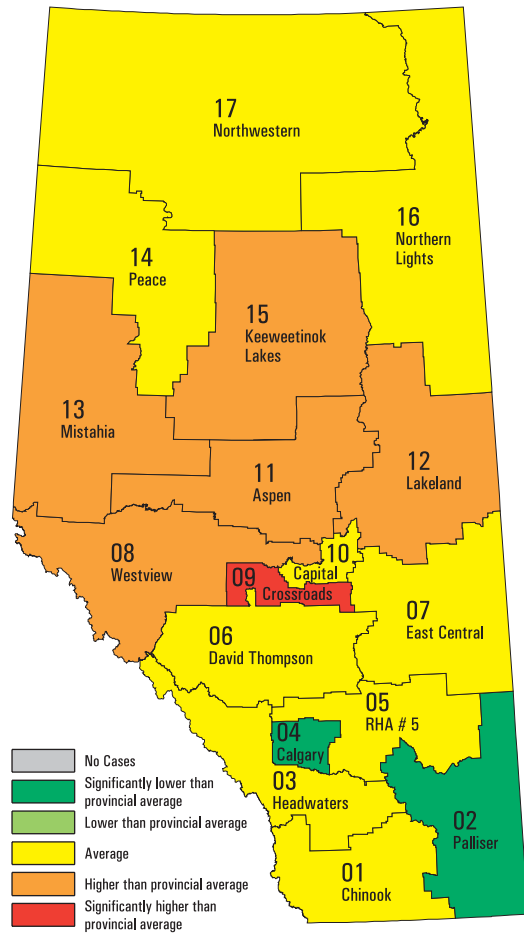 17
Northwestern
16
Northern
Lights
14
Peace
15
Keeweetinok
Lakes
13
Mistahia
11
Aspen
12
Lakeland
08
Westview
10
Capital
09
Crossroads
07
East Central
06
David Thompson
05
RHA # 5
04
Calgary
03
Headwaters
02
Palliser
01
Chinook
No Cases
Significantly lower than
provincial average
Lower than provincial average
Average
Higher than provincial average
Significantly higher than
provincial average